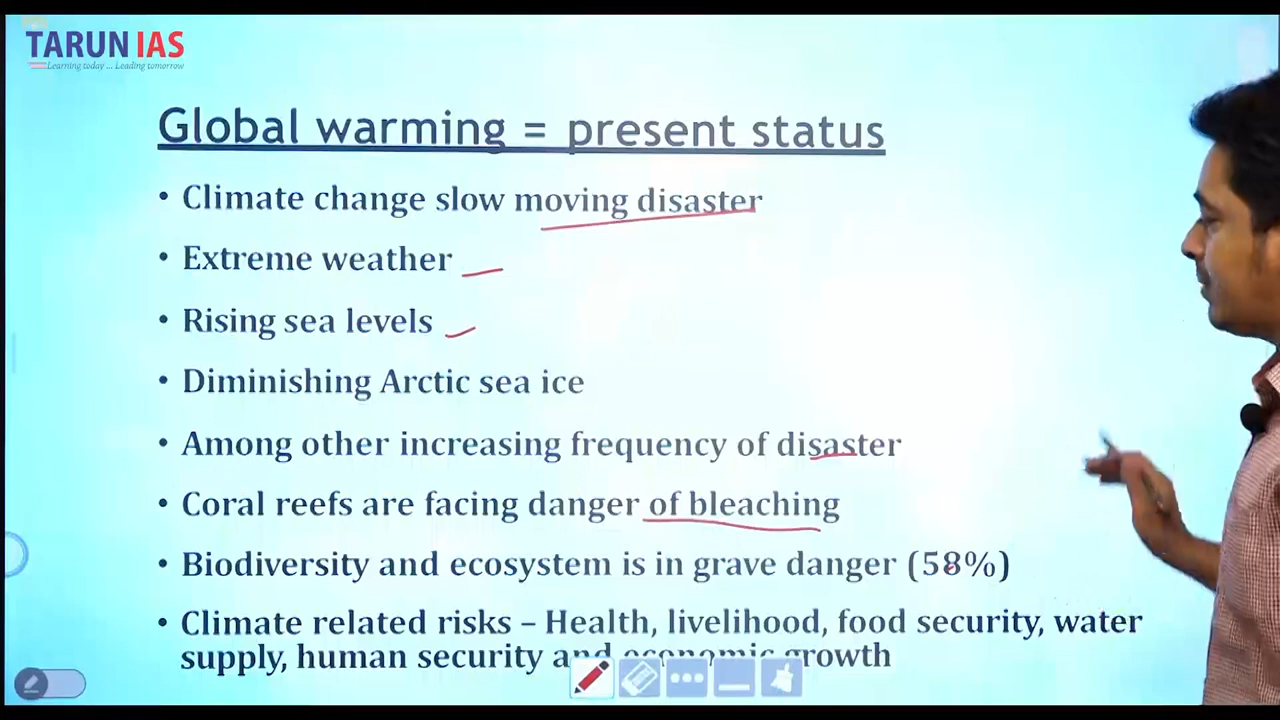 TARUN IAS
Learning today ... Leading tomorrow
Global warming = present status
• Climate change slow moving disaster
• Extreme weather
• Rising sea levels
• Diminishing Arctic sea ice
• Among other increasing frequency of disaster
• Coral reefs are facing danger of bleaching
• Biodiversity and ecosystem is in grave danger (58%)
• Climate related risks – Health, livelihood, food security, water
supply, human security and economic growth